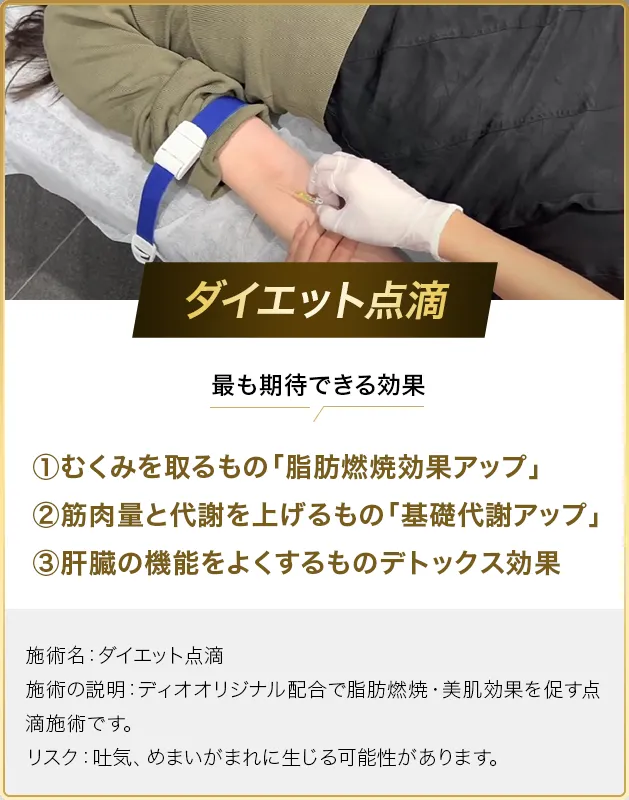 ダイエット点滴
最も期待できる効果
①むくみを取るもの「脂肪燃焼効果アップ」
②筋肉量と代謝を上げるもの「基礎代謝アップ」
③肝臓の機能をよくするものデトックス効果
施術名：ダイエット点滴
施術の説明：ディオオリジナル配合で脂肪燃焼・美肌効果を促す点
滴施術です。
リスク：吐気、めまいがまれに生じる可能性があります。